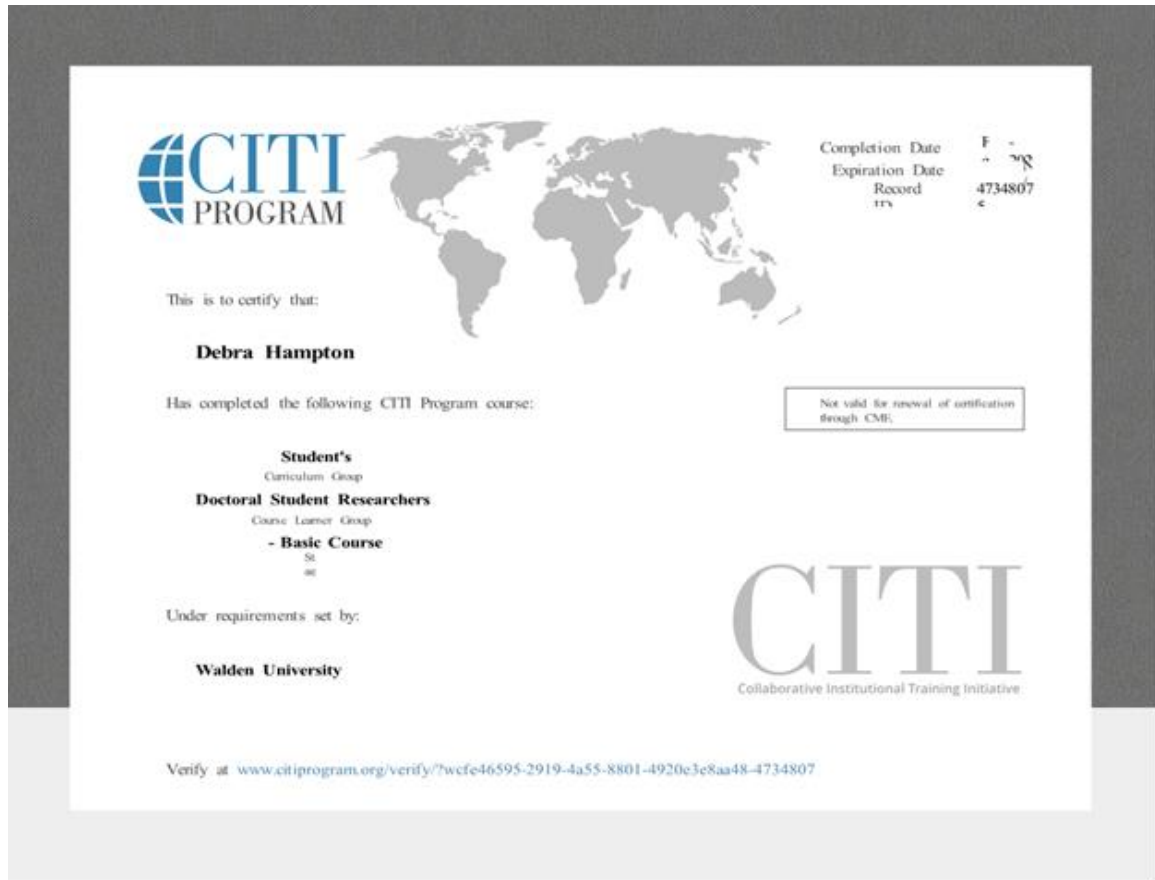 CITI
PROGRAM
Completion Date
Expiration Date
Record 4734807
This is to certify that:
Debra Hampton
Has completed the following CITI Program course:
Not valid for renewal of certification
through CME.
Student's
Curriculum Group
Doctoral Student Researchers
Course Learner Group
- Basic Course
St
Under requirements set by:
Walden University
CITI
Collaborative Institutional Training Initiative
Verify at www.citiprogram.org/verify/?wcfe46595-2919-4a55-8801-4920e3e8aa48-4734807